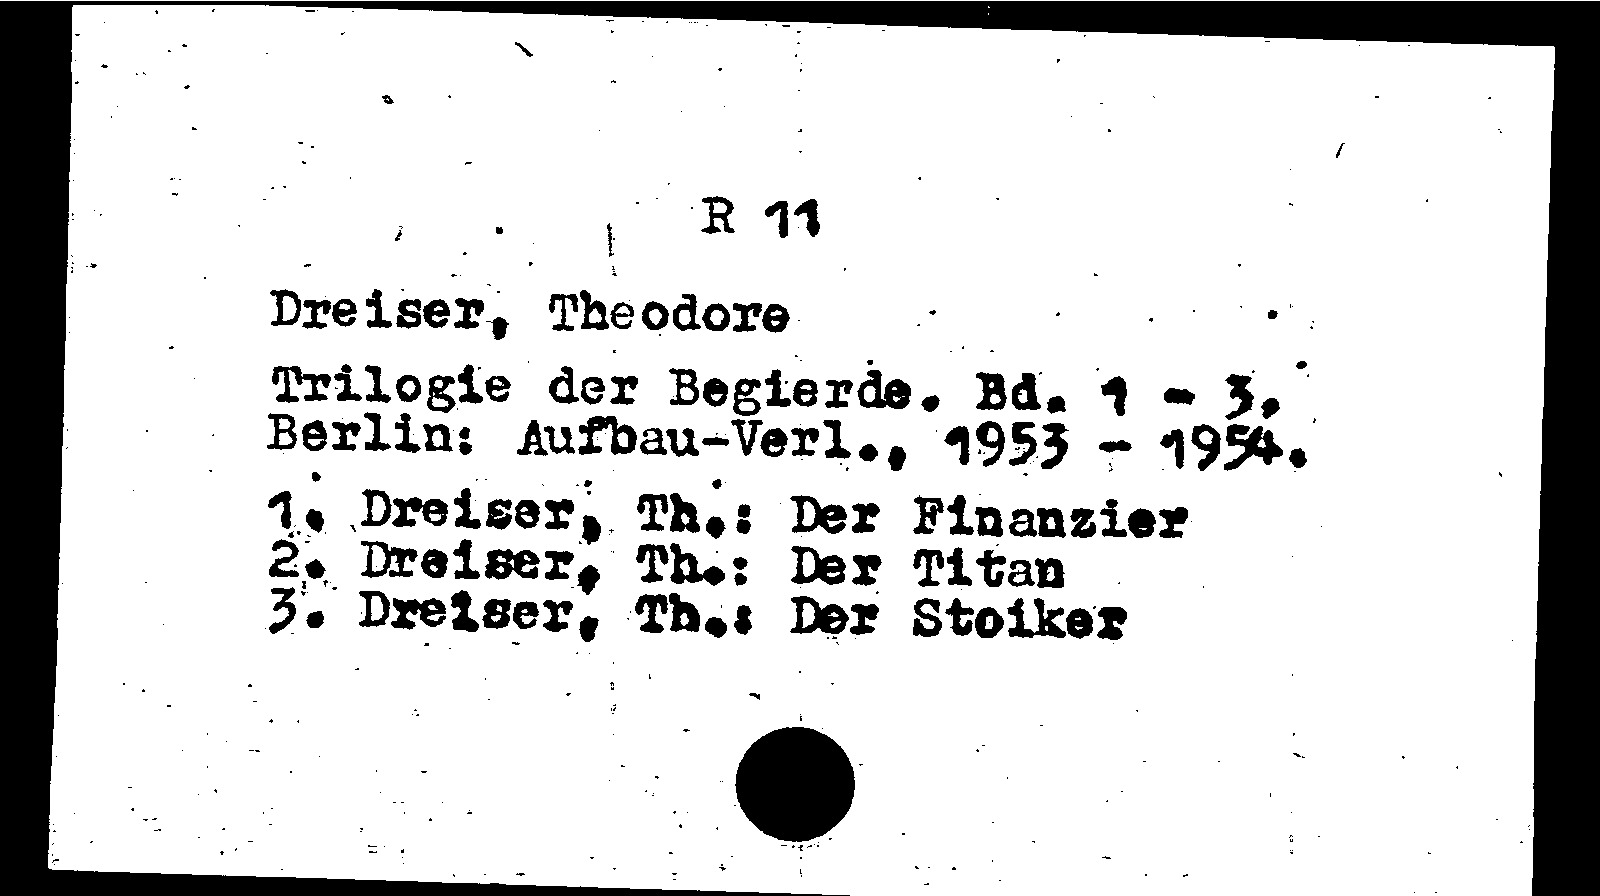 R 11
Dreiser, Theodore
Trilogie der Begierde. Bd. 1 - 3.
Berlin: Aufbau-Verl., 1953 - 1954.
1. Dreiser, Th.: Der Finanzier
2. Dreiser, Th.: Der Titan
3. Dreiser, Th.: Der Stoiker